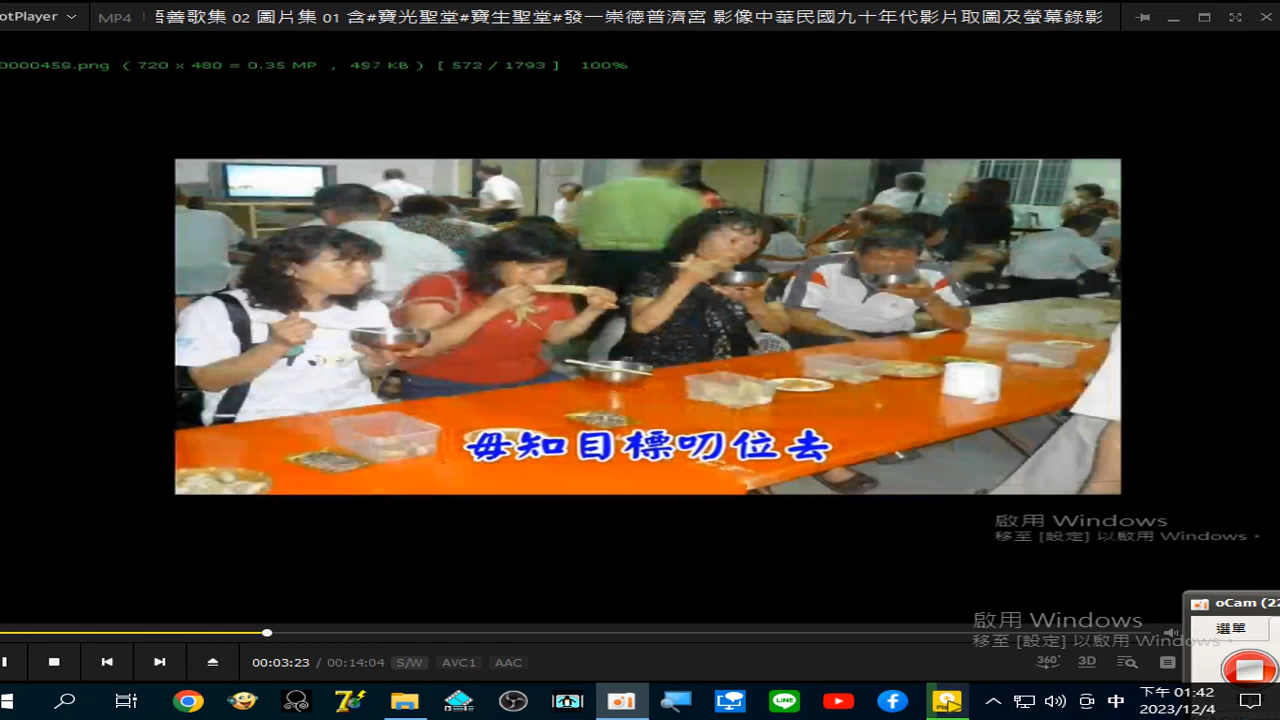 otPlayer
MP4
善歌集 02 圖片集 01 含#寶光聖堂#寶生聖堂#發一崇德普濟宮 影像中華民國九十年代影片取圖及螢幕錄影
0000459.png ( 720 x 480 = 0.35 MP , 497 KB ) [ 572 / 1793 ] 100%
毋知目標叨位去
啟用 Windows
移至 [設定] 以啟用 Windows。
oCam (22
啟用 Windows
選單
移至 [設定] 以啟用 Windows。
00:03:23 / 00:14:04 S/W AVC1 AAC
360° 3D
中
下午 01:42
2023/12/4